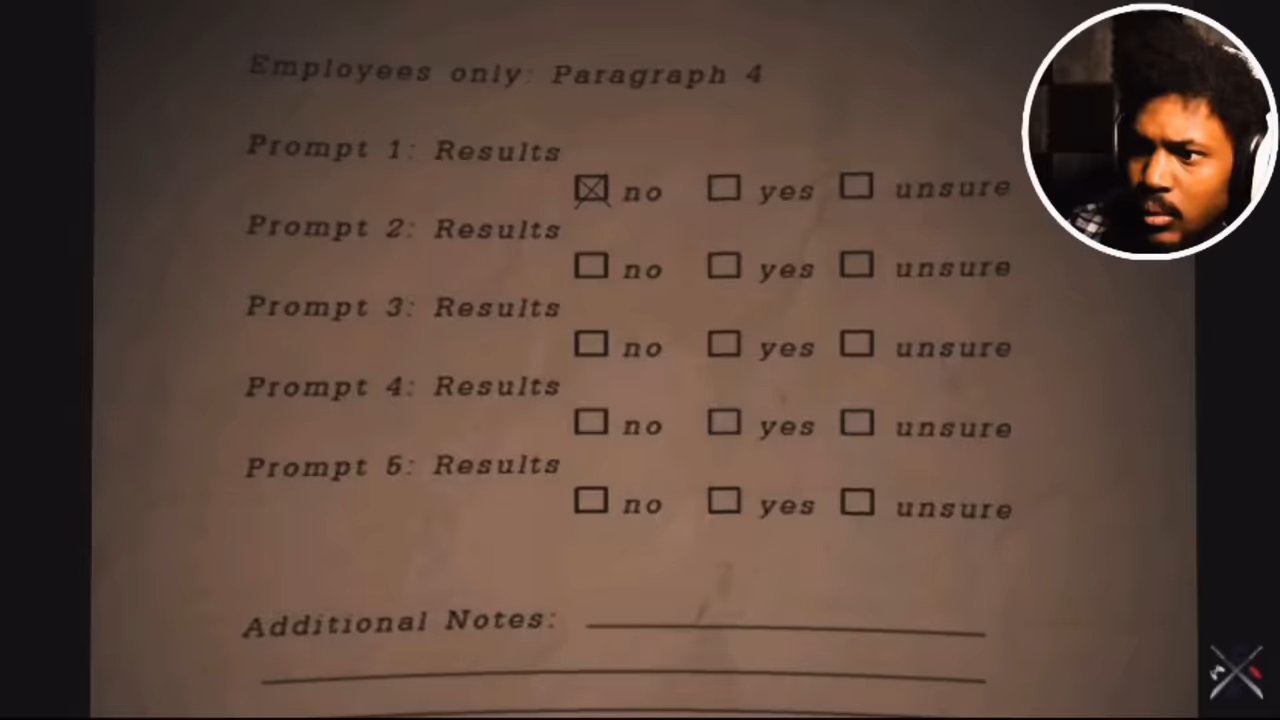 Employees only: Paragraph 4
Prompt 1: Results
☒ no ☐ yes ☐ unsure
Prompt 2: Results
☐ no ☐ yes ☐ unsure
Prompt 3: Results
☐ no ☐ yes ☐ unsure
Prompt 4: Results
☐ no ☐ yes ☐ unsure
Prompt 5: Results
☐ no ☐ yes ☐ unsure
Additional Notes: